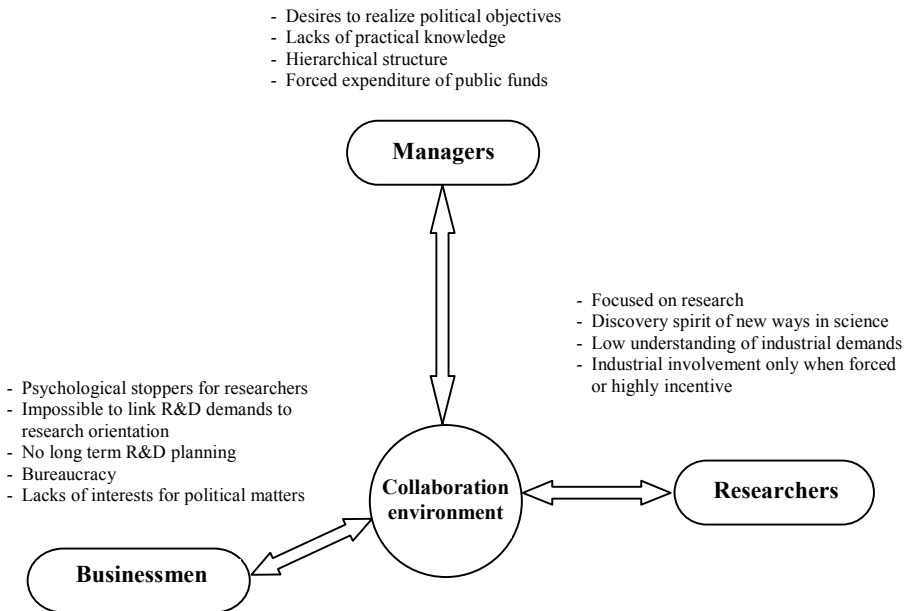 - Desires to realize political objectives
- Lacks of practical knowledge
- Hierarchical structure
- Forced expenditure of public funds
Managers
- Focused on research
- Discovery spirit of new ways in science
- Low understanding of industrial demands
- Industrial involvement only when forced
or highly incentive
- Psychological stoppers for researchers
- Impossible to link R&D demands to
research orientation
- No long term R&D planning
- Bureaucracy
- Lacks of interests for political matters
Collaboration
environment
Researchers
Businessmen